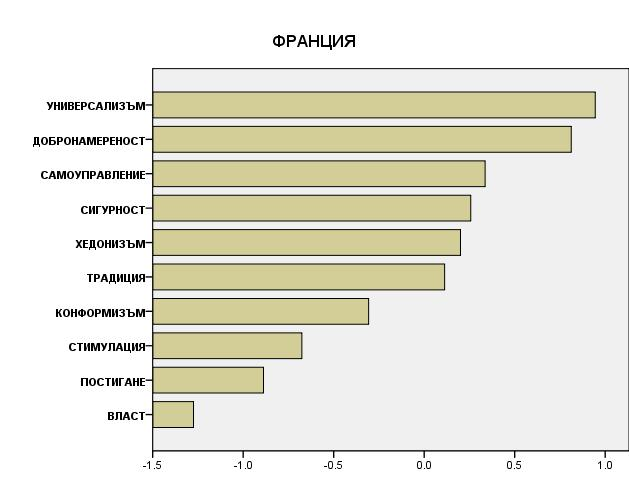 ФРАНЦИЯ
УНИВЕРСАЛИЗЪМ
ДОБРОНАМЕРЕНОСТ
САМОУПРАВЛЕНИЕ
СИГУРНОСТ
ХЕДОНИЗЪМ
ТРАДИЦИЯ
КОНФОРМИЗЪМ
СТИМУЛАЦИЯ
ПОСТИГАНЕ
ВЛАСТ
-1.5 -1.0 -0.5 0.0 0.5 1.0